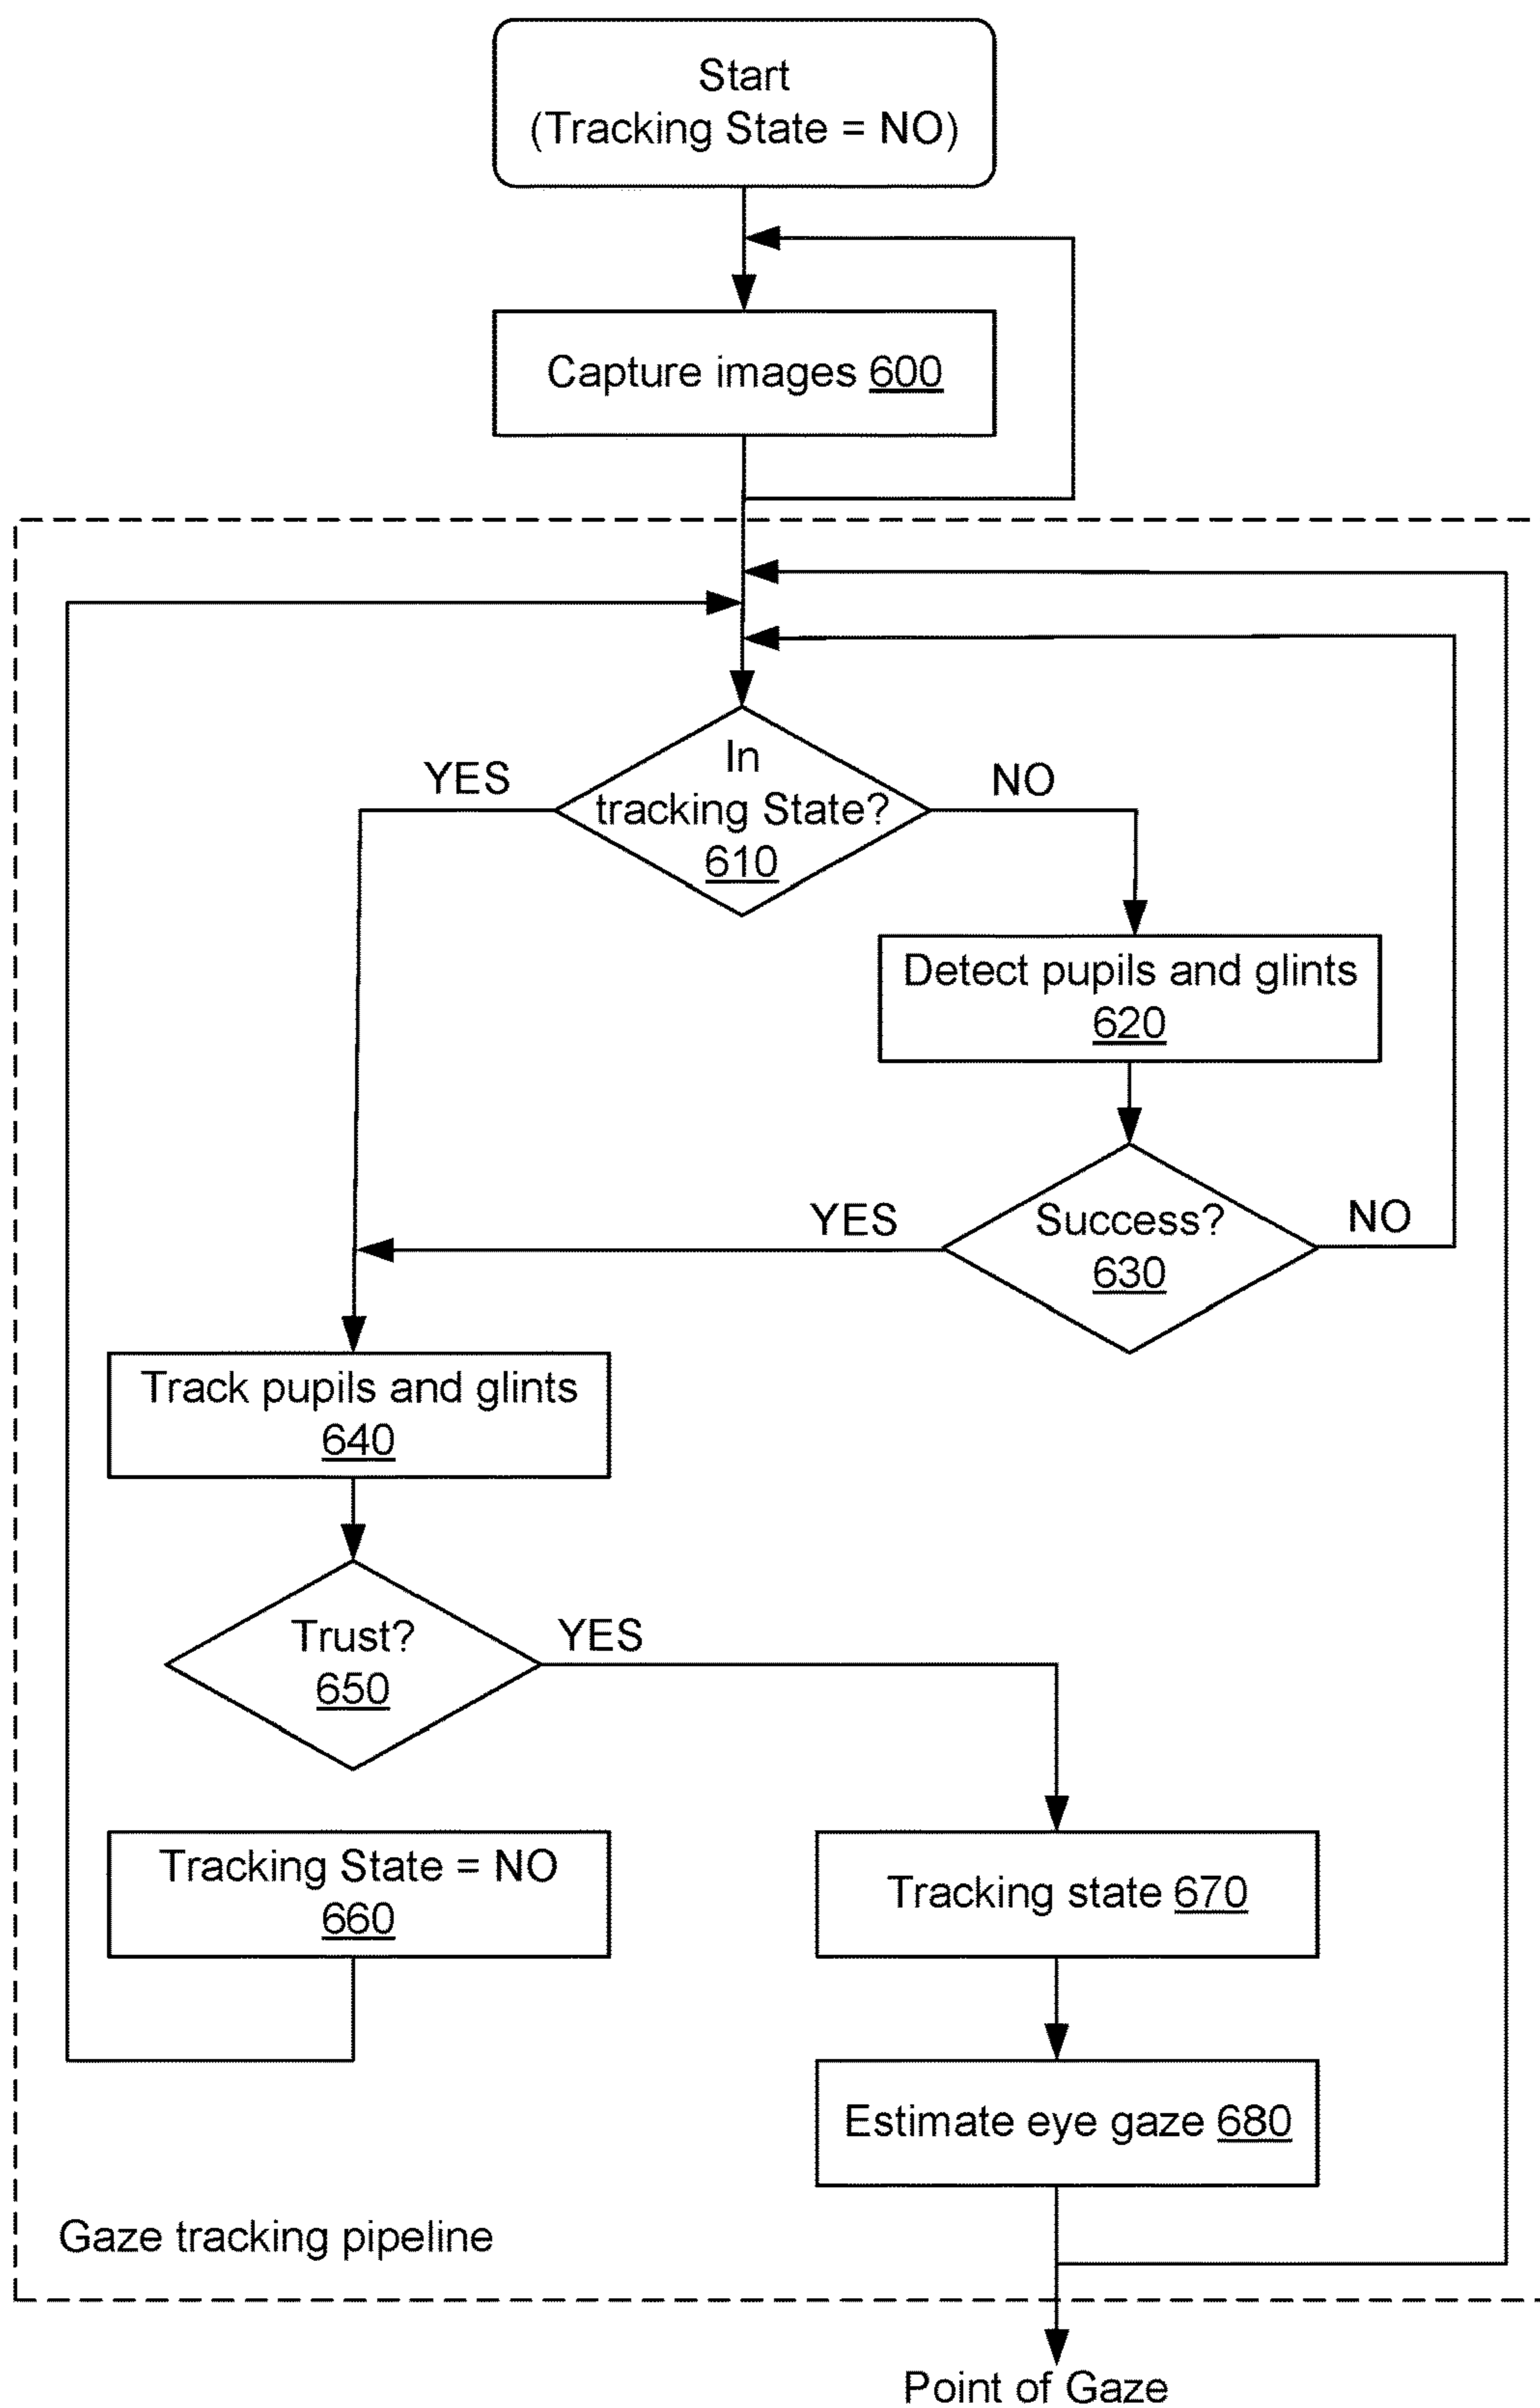 Start
(Tracking State = NO)
Capture images 600
In
tracking State?
610
YES
NO
Detect pupils and glints
620
Success?
630
YES
NO
Track pupils and glints
640
Trust?
650
YES
Tracking State = NO
660
Tracking state 670
Estimate eye gaze 680
Gaze tracking pipeline
Point of Gaze